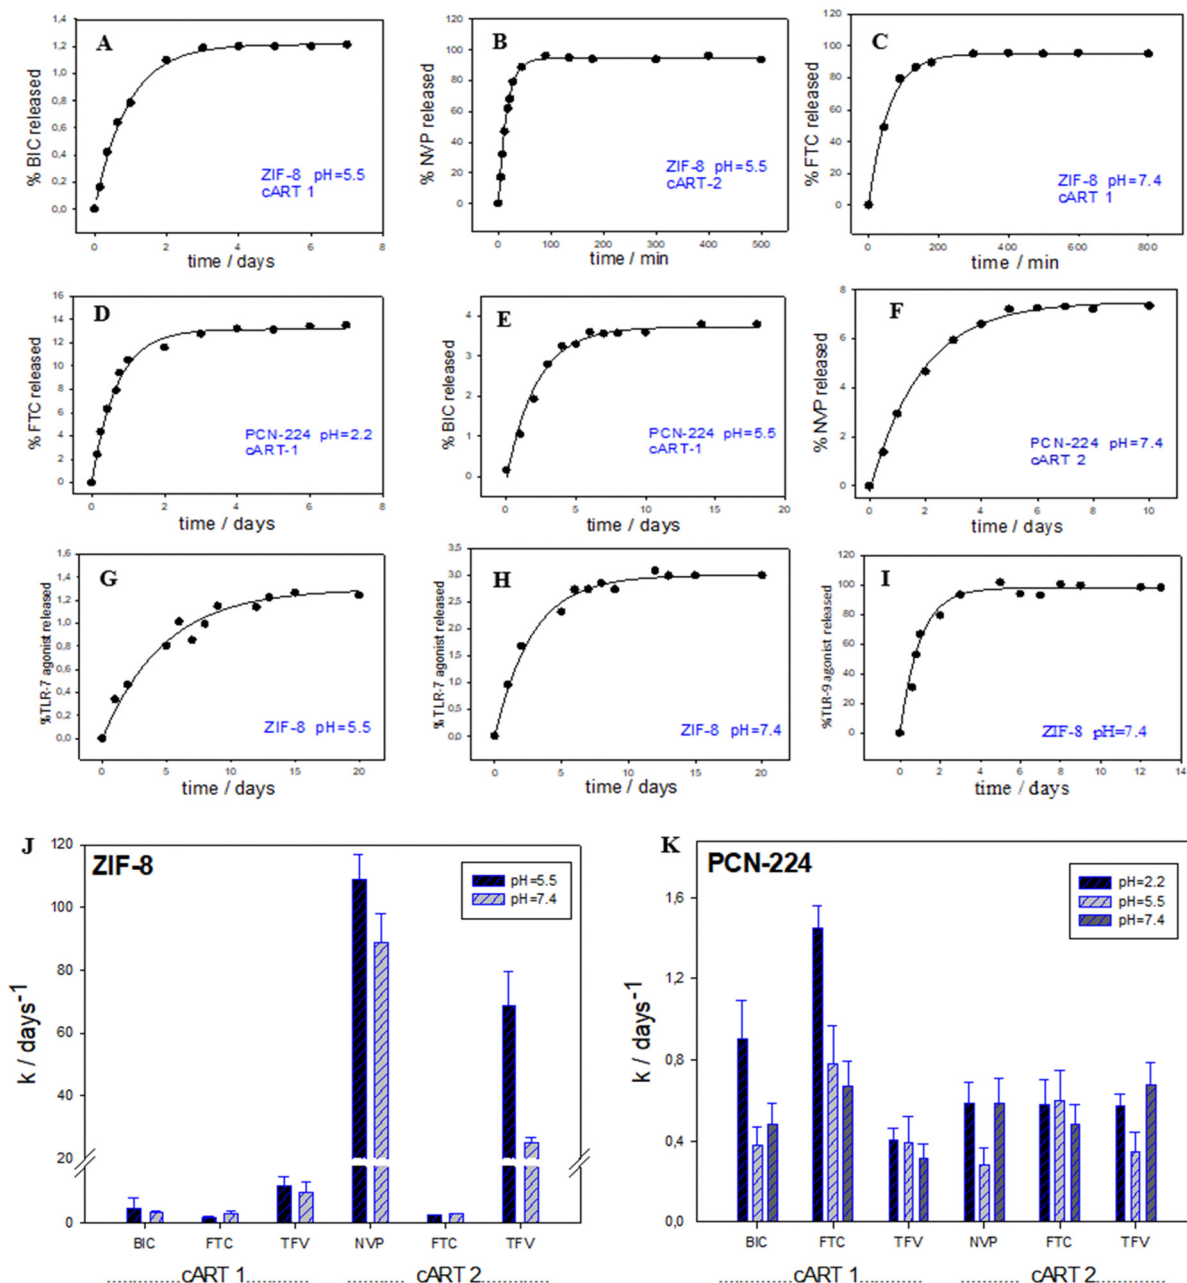 A
1,4
1,2
1,0
0,8
0,6
0,4
0,2
0,0
% BIC released
ZIF-8 pH=5.5
cART 1
0 2 4 6 8
time / days
B
120
100
80
60
40
20
0
% NVP released
ZIF-8 pH=5.5
cART-2
0 100 200 300 400 500
time / min
C
120
100
80
60
40
20
0
% FTC released
ZIF-8 pH=7.4
cART 1
0 200 400 600 800
time / min
D
16
14
12
10
8
6
4
2
0
% FTC released
PCN-224 pH=2.2
cART-1
0 2 4 6 8
time / days
E
4
3
2
1
0
% BIC released
PCN-224 pH=5.5
cART-1
0 5 10 15 20
time / days
F
8
6
4
2
0
% NVP released
PCN-224 pH=7.4
cART 2
0 2 4 6 8 10
time / days
G
1,6
1,4
1,2
1,0
0,8
0,6
0,4
0,2
0,0
%TLR-7 agonist released
ZIF-8 pH=5.5
0 5 10 15 20
time / days
H
3,5
3,0
2,5
2,0
1,5
1,0
0,5
0,0
%TLR-7 agonist released
ZIF-8 pH=7.4
0 5 10 15 20
time / days
I
120
100
80
60
40
20
0
%TLR-9 agonist released
ZIF-8 pH=7.4
0 2 4 6 8 10 12 14
time / days
J
ZIF-8
120
100
80
60
40
20
0
k / days-1
pH=5.5
pH=7.4
BIC FTC TFV NVP FTC TFV
cART 1 cART 2
K
PCN-224
1,6
1,2
0,8
0,4
0,0
k / days-1
pH=2.2
pH=5.5
pH=7.4
BIC FTC TFV NVP FTC TFV
cART 1 cART 2